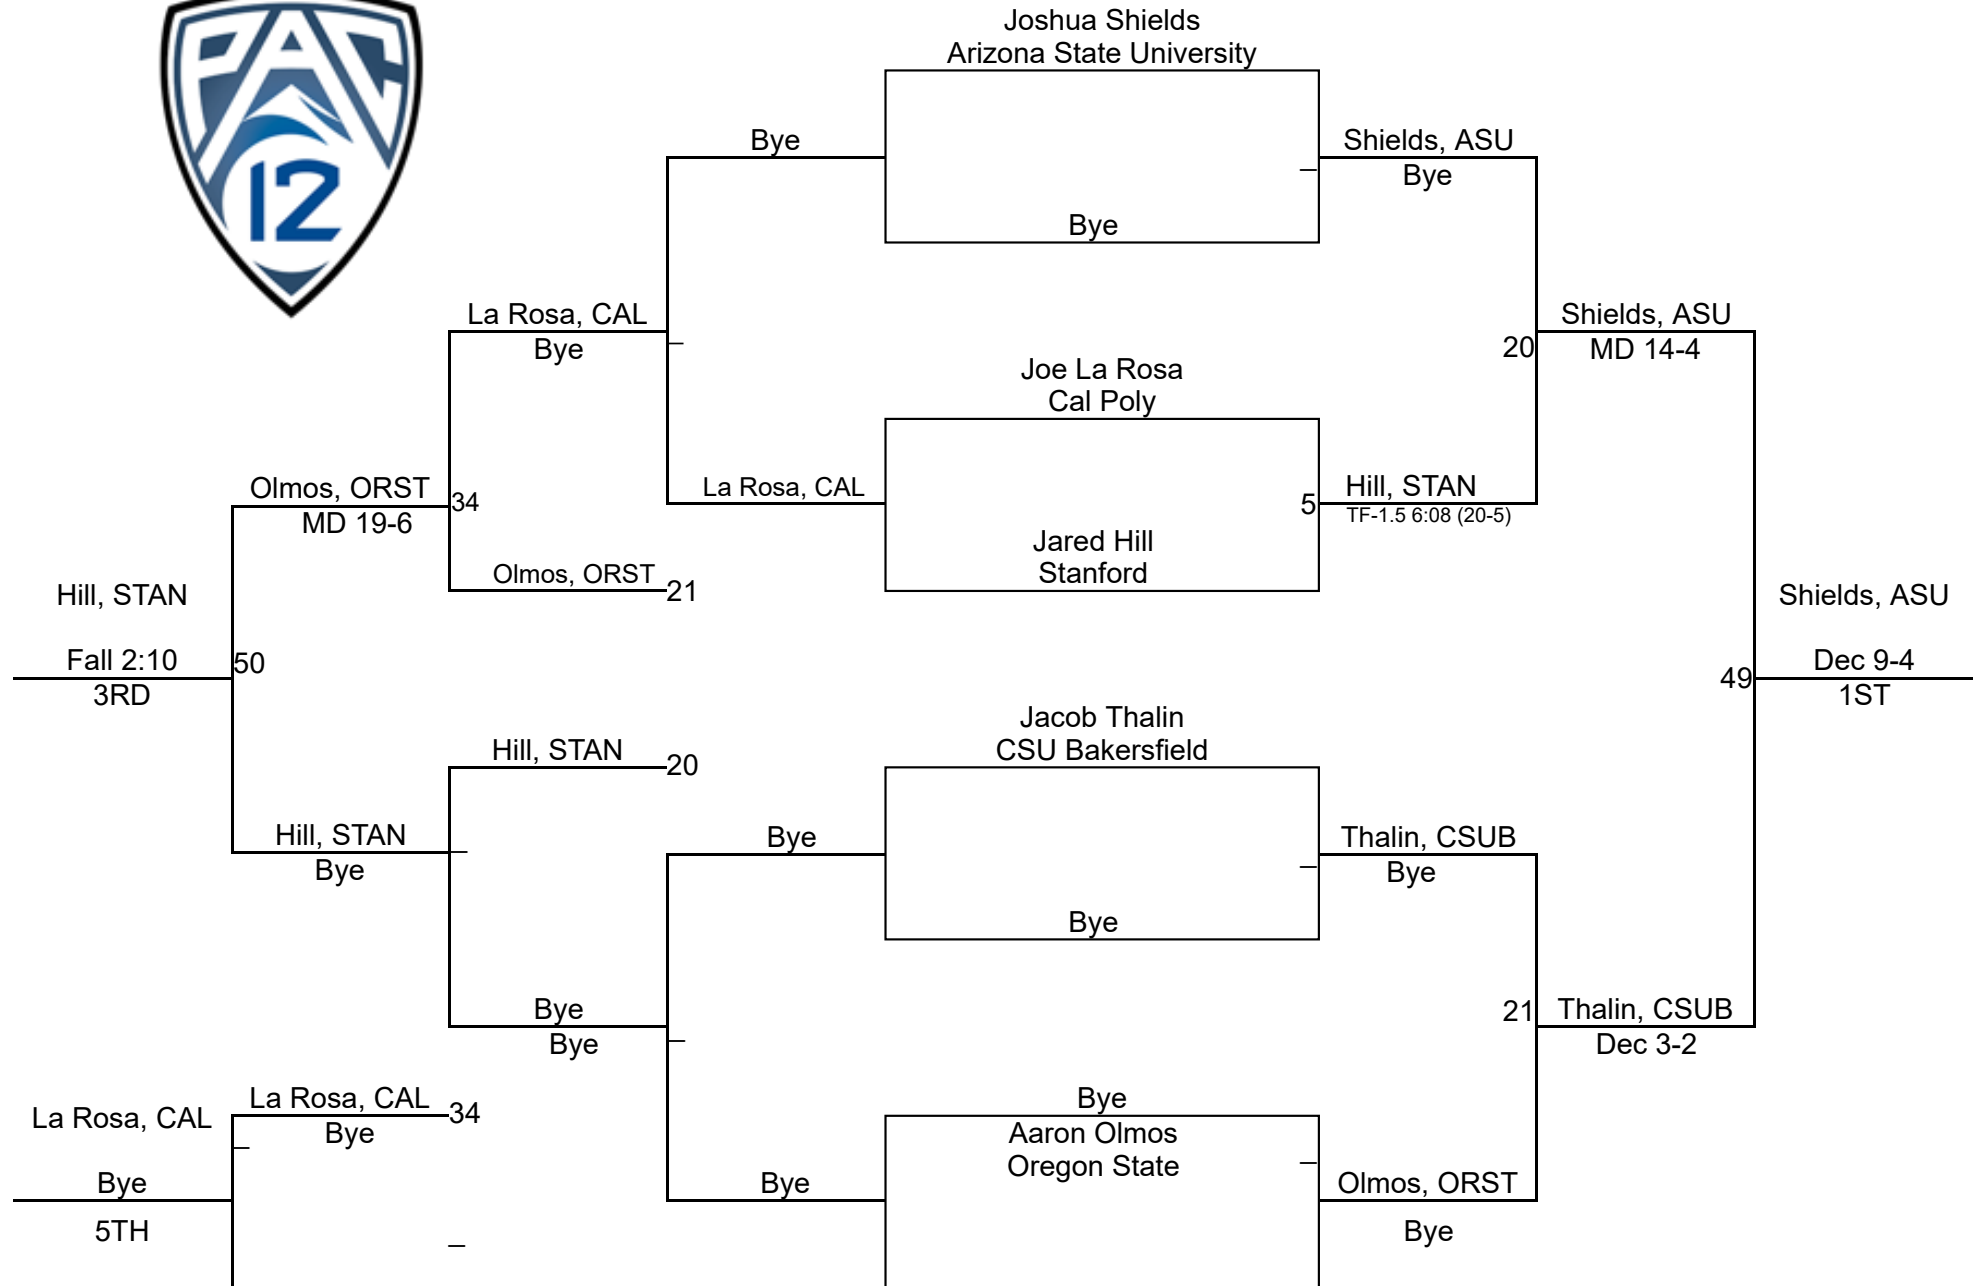 PAC
12
Joshua Shields
Arizona State University
Bye
Shields, ASU
Bye
Bye
La Rosa, CAL
Bye
Shields, ASU
20
MD 14-4
Joe La Rosa
Cal Poly
Olmos, ORST
34
MD 19-6
La Rosa, CAL
5
Hill, STAN
TF-1.5 6:08 (20-5)
Jared Hill
Stanford
Olmos, ORST
21
Hill, STAN
Shields, ASU
Fall 2:10
50
3RD
49
Dec 9-4
1ST
Jacob Thalin
CSU Bakersfield
Hill, STAN
20
Hill, STAN
Bye
Bye
Thalin, CSUB
Bye
Bye
Bye
Bye
21
Thalin, CSUB
Dec 3-2
La Rosa, CAL
La Rosa, CAL
34
Bye
Bye
Aaron Olmos
Oregon State
Bye
5TH
Bye
Olmos, ORST
Bye